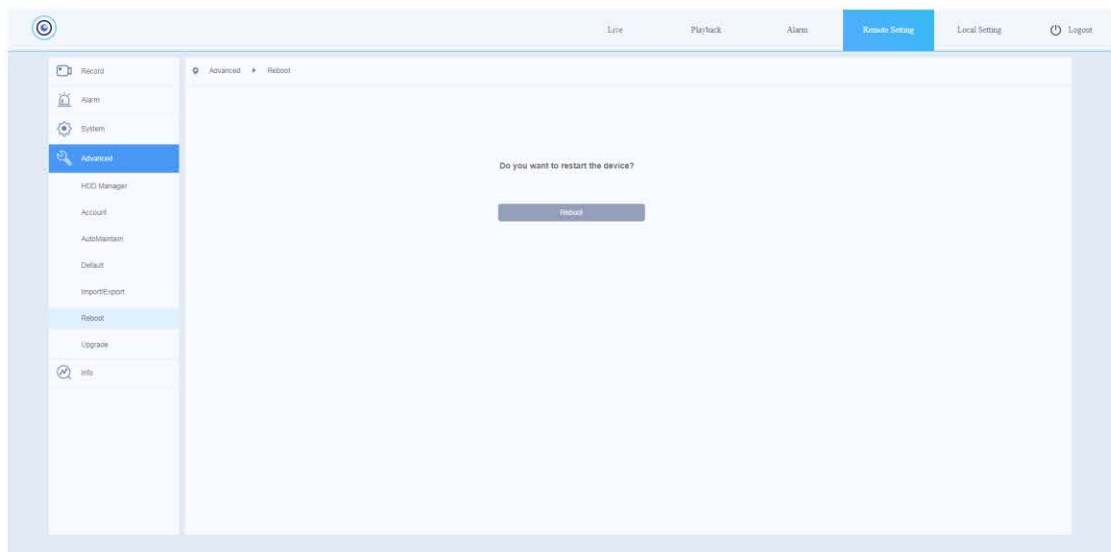 Live Playback Alarm Remote Setting Local Setting Logout
Record
Alarm
System
Advanced
HDD Manager
Account
AutoMaintain
Default
Import/Export
Reboot
Upgrade
Info
Advanced Reboot
Do you want to restart the device?
Reboot